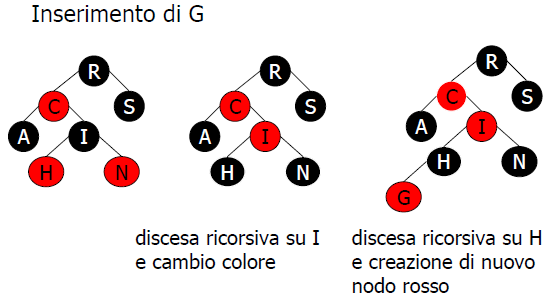 Inserimento di G
R
C
S
A
I
H
N
R
C
S
A
I
H
N
R
C
S
A
I
H
N
G
discesa ricorsiva su I
e cambio colore
discesa ricorsiva su H
e creazione di nuovo
nodo rosso